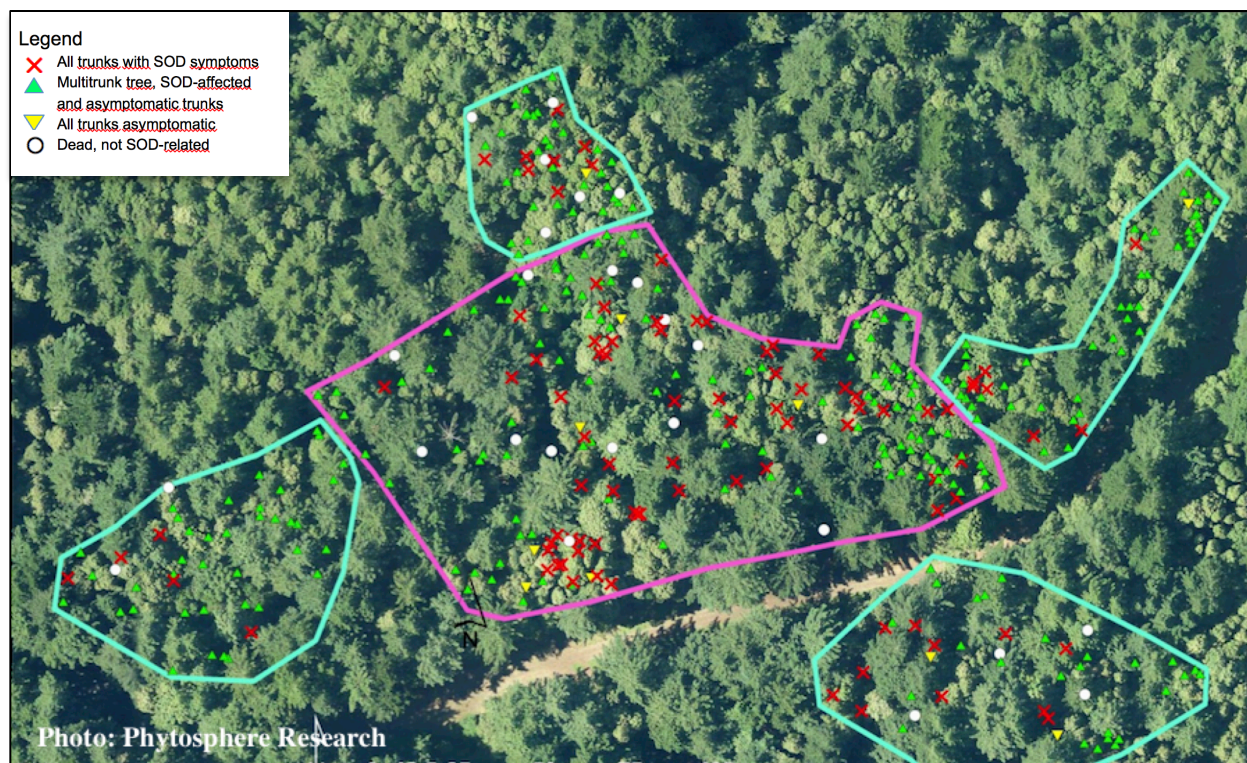 Legend
All trunks with SOD symptoms
Multitrunk tree, SOD-affected
and asymptomatic trunks
All trunks asymptomatic
Dead, not SOD-related
N
Photo: Phytosphere Research